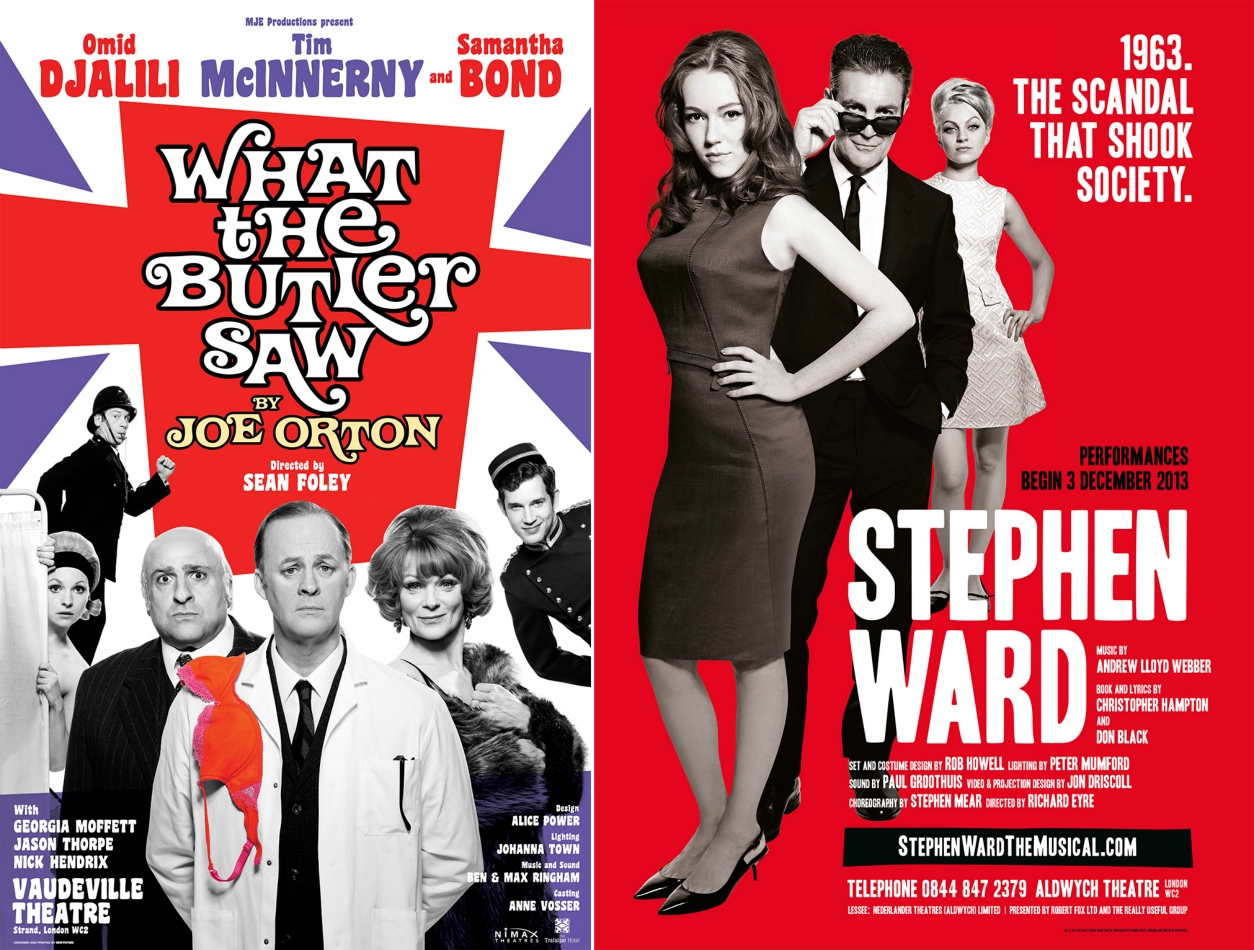 MJE Productions present
Omid DJALILI
Tim McINNERNY
and
Samantha BOND
WHAT
tHe
BUTLer
SAW
BY
JOE ORTON
Directed by
SEAN FOLEY
With
GEORGIA MOFFETT
JASON THORPE
NICK HENDRIX
VAUDEVILLE
THEATRE
Strand, London WC2
Design
ALICE POWER
Lighting
JOHANNA TOWN
Music and Sound
BEN & MAX RINGHAM
Casting
ANNE VOSSER
NIMAX
THEATRES
Trafalgar Hotel
1963.
THE SCANDAL
THAT SHOOK
SOCIETY.
PERFORMANCES
BEGIN 3 DECEMBER 2013
STEPHEN
WARD
MUSIC BY
ANDREW LLOYD WEBBER
BOOK AND LYRICS BY
CHRISTOPHER HAMPTON
AND
DON BLACK
SET AND COSTUME DESIGN BY ROB HOWELL LIGHTING BY PETER MUMFORD
SOUND BY PAUL GROOTHUIS VIDEO & PROJECTION DESIGN BY JON DRISCOLL
CHOREOGRAPHY BY STEPHEN MEAR DIRECTED BY RICHARD EYRE
STEPHENWARDTHEMUSICAL.COM
TELEPHONE 0844 847 2379 ALDWYCH THEATRE LONDON WC2
LESSEE: NEDERLANDER THEATRES (ALDWYCH) LIMITED | PRESENTED BY ROBERT FOX LTD AND THE REALLY USEFUL GROUP